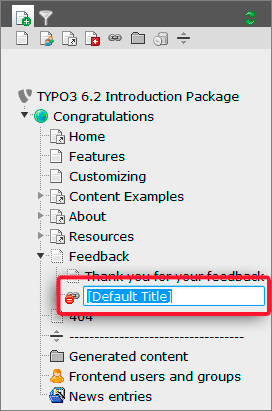 TYPO3 6.2 Introduction Package
Congratulations
Home
Features
Customizing
Content Examples
About
Resources
Feedback
Thank you for your feedback
[Default Title]
404
--------------------------------
Generated content
Frontend users and groups
News entries